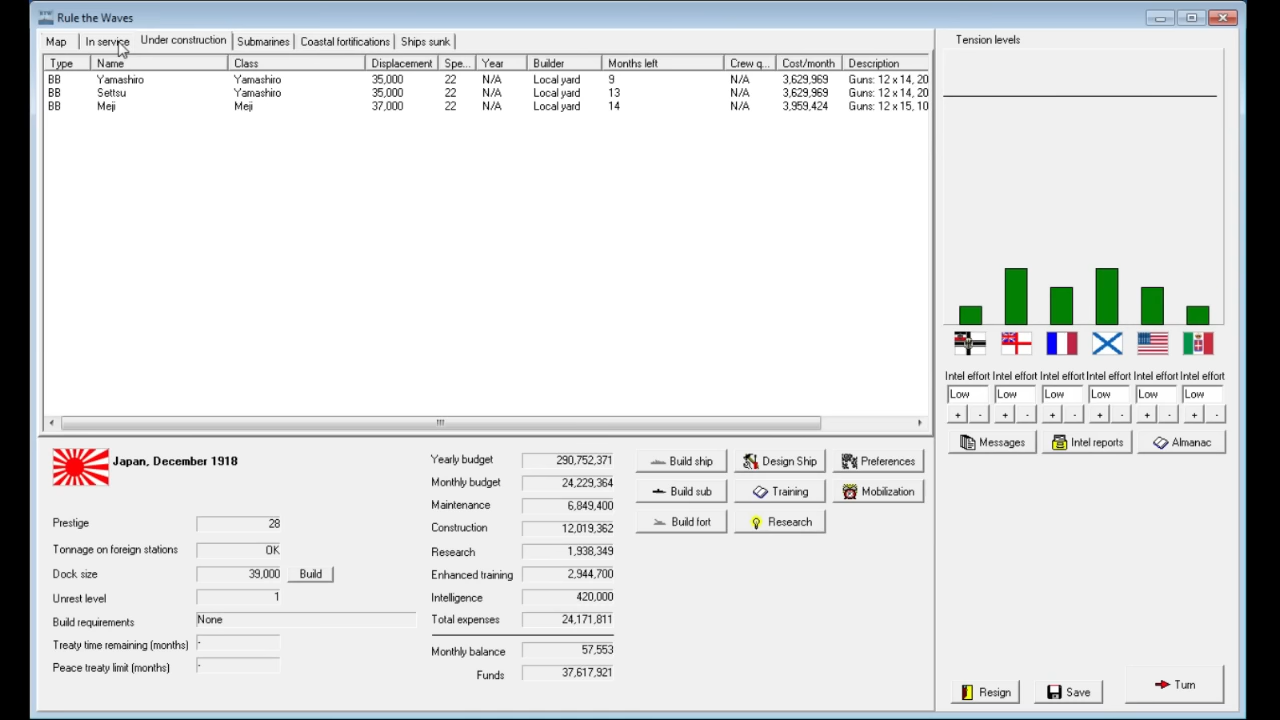 Rule the Waves
Map In service Under construction Submarines Coastal fortifications Ships sunk
Type Name Class Displacement Spe... Year Builder Months left Crew q... Cost/month Description
BB Yamashiro Yamashiro 35,000 22 N/A Local yard 9 N/A 3,629,969 Guns: 12 x 14, 20
BB Settsu Yamashiro 35,000 22 N/A Local yard 13 N/A 3,629,969 Guns: 12 x 14, 20
BB Meji Meji 37,000 22 N/A Local yard 14 N/A 3,959,424 Guns: 12 x 15, 10
Tension levels
Intel effort Intel effort Intel effort Intel effort Intel effort Intel effort
Low Low Low Low Low Low
+ - + - + - + - + - + -
Messages Intel reports Almanac
Japan, December 1918
Prestige 28
Tonnage on foreign stations OK
Dock size 39,000 Build
Unrest level 1
Build requirements None
Treaty time remaining (months) -
Peace treaty limit (months) -
Yearly budget 290,752,371
Monthly budget 24,229,364
Maintenance 6,849,400
Construction 12,019,362
Research 1,938,349
Enhanced training 2,944,700
Intelligence 420,000
Total expenses 24,171,811
Monthly balance 57,553
Funds 37,617,921
Build ship Design Ship Preferences
Build sub Training Mobilization
Build fort Research
Resign Save Turn